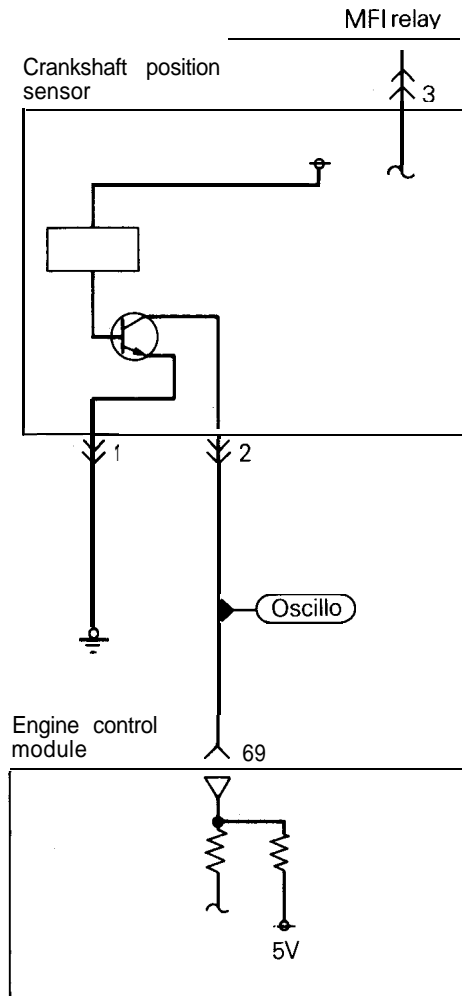 MFI relay
Crankshaft position
sensor
3
1
2
Oscillo
Engine control
module
69
5V